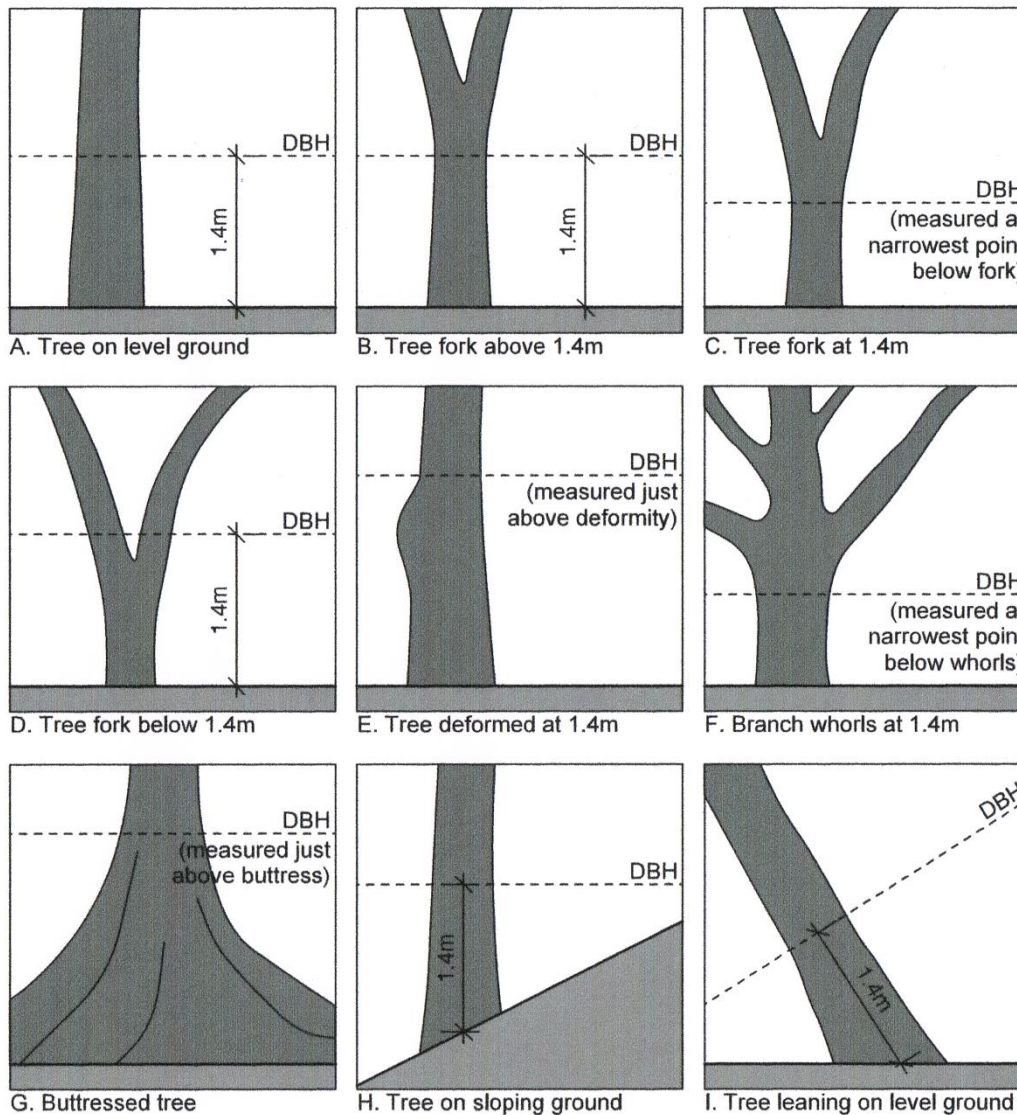 DBH
1.4m
A. Tree on level ground
DBH
1.4m
B. Tree fork above 1.4m
DBH
(measured a
narrowest poin
below fork)
C. Tree fork at 1.4m
DBH
1.4m
D. Tree fork below 1.4m
DBH
(measured just
above deformity)
E. Tree deformed at 1.4m
DBH
(measured a
narrowest poin
below whorls)
F. Branch whorls at 1.4m
DBH
(measured just
above buttress)
G. Buttressed tree
DBH
1.4m
H. Tree on sloping ground
DBH
1.4m
I. Tree leaning on level ground